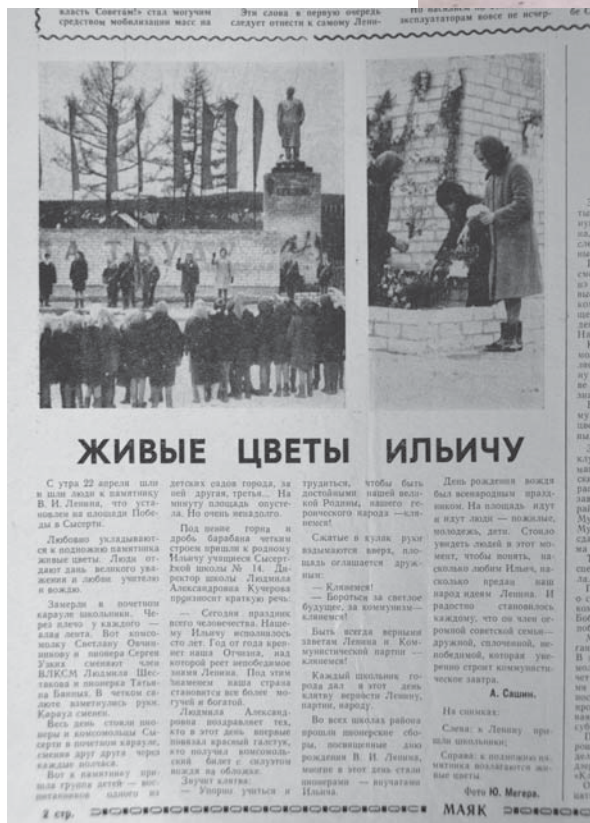 власть Советам!» стал могучим
средством мобилизации масс на
Эти слова в первую очередь
следует отнести к самому Лени-
эксплуататорам вовсе не исчер-
ЖИВЫЕ ЦВЕТЫ ИЛЬИЧУ
С утра 22 апреля шли
и шли люди к памятнику
В. И. Ленина, что уста-
новлен на площади Побе-
ды в Сысерти.
Любовно укладывают-
ся к подножию памятника
живые цветы. Люди от-
дают дань великого ува-
жения и любви учителю
и вождю.
Замерли в почетном
карауле школьники. Че-
рез плечо у каждого —
алая лента. Вот комсо-
молку Светлану Овчин-
никову и пионера Сергея
Узких сменяют член
ВЛКСМ Людмила Шес-
такова и пионерка Татья-
на Банных. В четком са-
люте взметнулись руки.
Караул сменен.
Весь день стояли пио-
неры и комсомольцы Сы-
серти в почетном карауле,
сменяя друг друга через
каждые полчаса.
Вот к памятнику при-
шла группа детей — вос-
питанников одного из
детских садов города, за
ней другая, третья... На
минуту площадь опусте-
ла. Но очень ненадолго.
Под пение горна и
дробь барабана четким
строем пришли к родному
Ильичу учащиеся Сысерт-
ской школы № 14. Ди-
ректор школы Людмила
Александровна Кучерова
произносит краткую речь:
— Сегодня праздник
всего человечества. Наше-
му Ильичу исполнилось
сто лет. Год от года креп-
нет наша Отчизна, над
которой реет непобедимое
знамя Ленина. Под этим
знаменем наша страна
становится все более мо-
гучей и богатой.
Людмила Александ-
ровна поздравляет тех,
кто в этот день впервые
повязал красный галстук,
кто получил комсомоль-
ский билет с силуэтом
вождя на обложке.
Звучит клятва:
— Упорно учиться и
трудиться, чтобы быть
достойными нашей вели-
кой Родины, нашего ге-
роического народа —кля-
немся!
Сжатые в кулак руки
вздымаются вверх, пло-
щадь оглашается друж-
ным:
— Клянемся!
— Бороться за светлое
будущее, за коммунизм—
клянемся!
Быть всегда верными
заветам Ленина и Ком-
мунистической партии —
клянемся!
Каждый школьник го-
рода дал в этот день
клятву верности Ленину,
партии, народу.
Во всех школах района
прошли пионерские сбо-
ры, посвященные дню
рождения В. И. Ленина,
многие в этот день стали
пионерами — внучатами
Ильича.
День рождения вождя
был всенародным празд-
ником. На площадь идут
и идут люди — пожилые,
молодежь, дети. Стоило
увидеть людей в этот мо-
мент, чтобы понять, на-
сколько любим Ильич, на-
сколько предан наш
народ идеям Ленина. И
радостно становилось
каждому, что он член ог-
ромной советской семьи—
дружной, сплоченной, не-
победимой, которая уве-
ренно строит коммунисти-
ческое завтра.
А. Сашин.
На снимках:
Слева: к Ленину при-
шли школьники;
Справа: к подножию па-
мятника возлагаются жи-
вые цветы.
Фото Ю. Мегера.
2 стр.
МАЯК